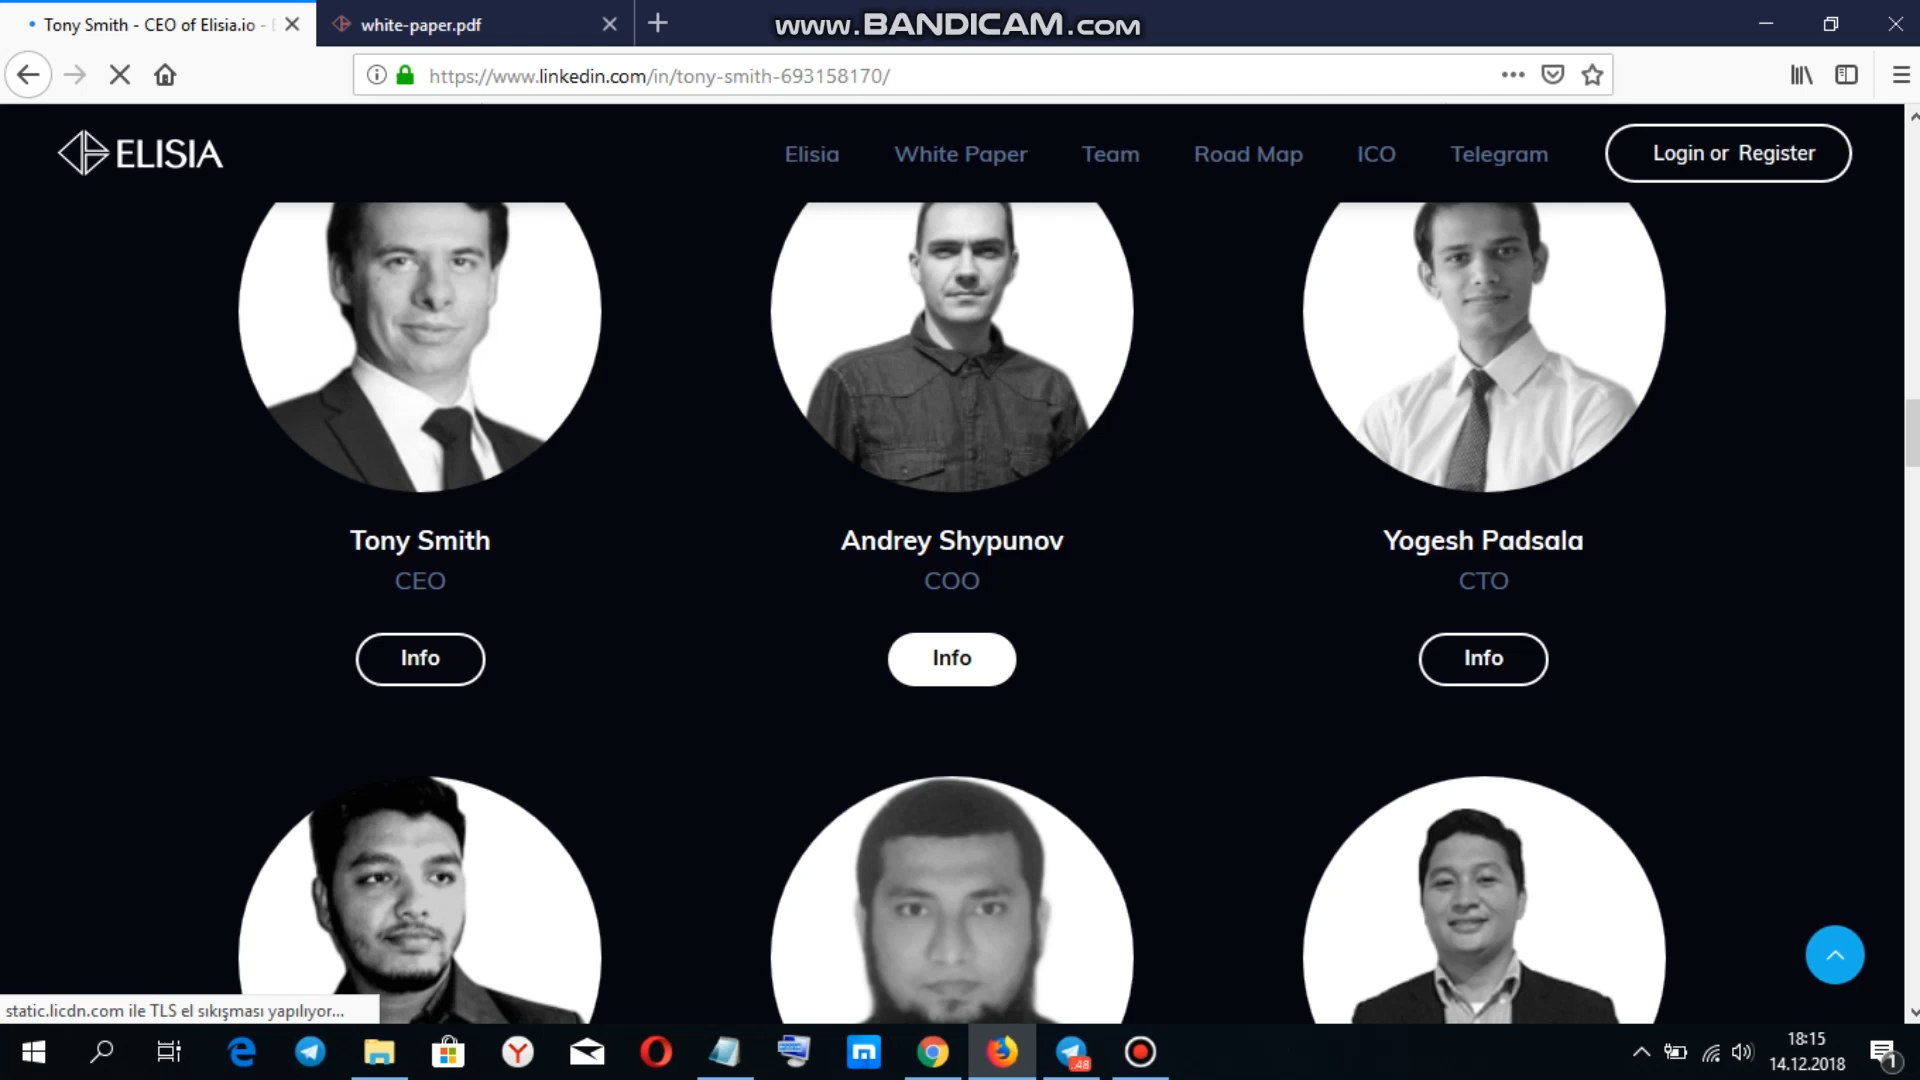 Tony Smith - CEO of Elisia.io -
white-paper.pdf
www.BANDICAM.com
https://www.linkedin.com/in/tony-smith-693158170/
ELISIA
Elisia
White Paper
Team
Road Map
ICO
Telegram
Login or Register
Tony Smith
Andrey Shypunov
Yogesh Padsala
CEO
COO
CTO
Info
Info
Info
static.licdn.com ile TLS el sıkışması yapılıyor...
48
18:15
14.12.2018
1